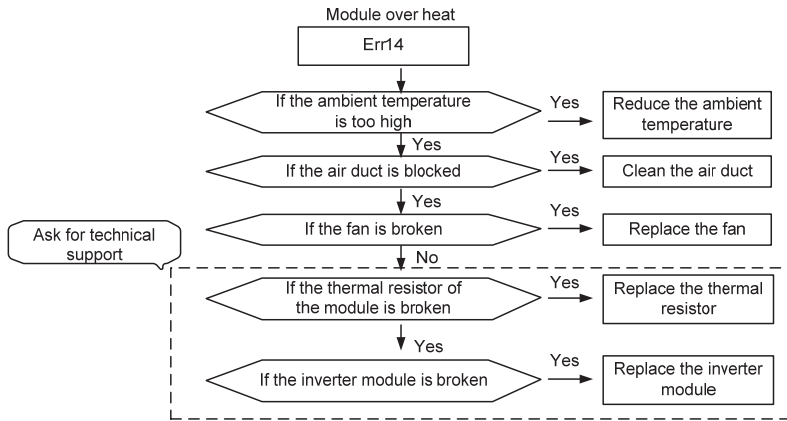 Module over heat
Err14
If the ambient temperature
is too high
Yes
Reduce the ambient
temperature
Yes
If the air duct is blocked
Yes
Clean the air duct
Yes
If the fan is broken
Yes
Replace the fan
Ask for technical
support
No
If the thermal resistor of
the module is broken
Yes
Replace the thermal
resistor
Yes
If the inverter module is broken
Yes
Replace the inverter
module